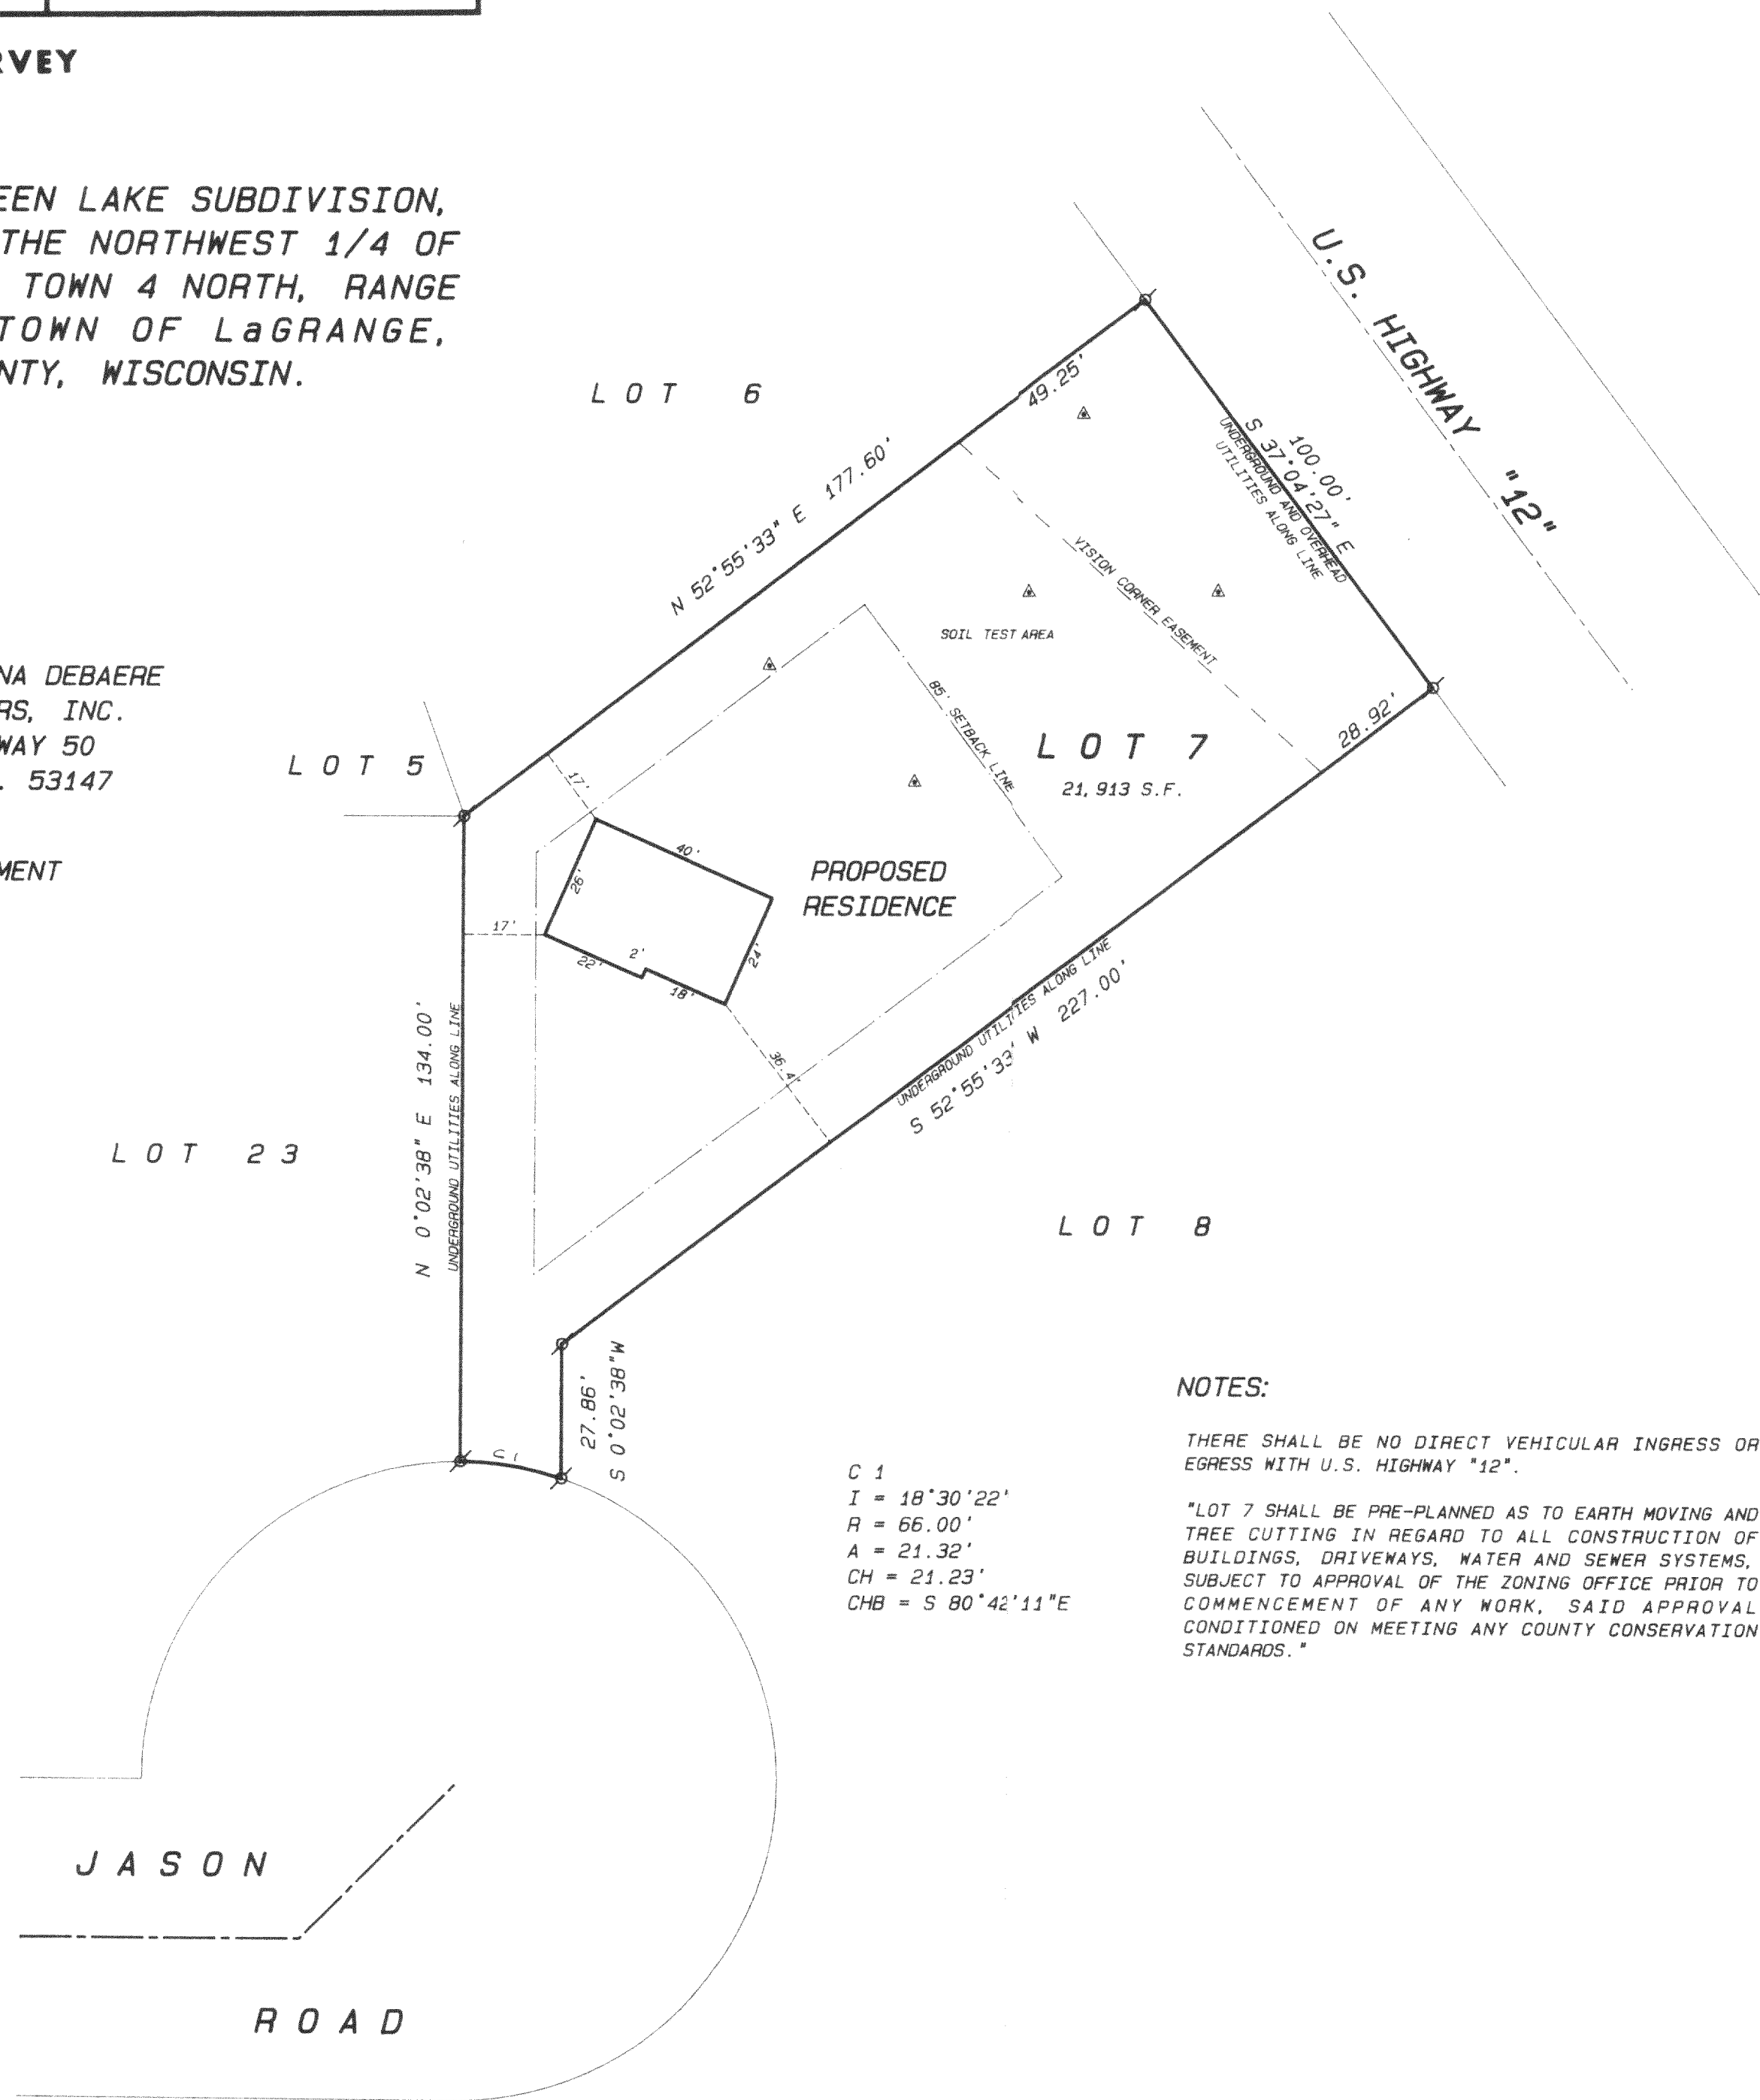 RVEY
EEN LAKE SUBDIVISION,
THE NORTHWEST 1/4 OF
TOWN 4 NORTH, RANGE
TOWN OF LaGRANGE,
NTY, WISCONSIN.
NA DEBAERE
RS, INC.
WAY 50
. 53147
MENT
LOT 6
LOT 5
LOT 23
LOT 8
U.S. HIGHWAY "12"
49.25'
N 52°55'33" E 177.60'
100.00'
S 37°04'27" E
UNDERGROUND AND OVERHEAD
UTILITIES ALONG LINE
VISION CORNER EASEMENT
SOIL TEST AREA
85' SETBACK LINE
28.92'
LOT 7
21,913 S.F.
17'
40'
26'
PROPOSED
RESIDENCE
17'
22'
2'
18'
24'
36.4'
UNDERGROUND UTILITIES ALONG LINE
S 52°55'33' W 227.00'
N 0°02'38" E 134.00'
UNDERGROUND UTILITIES ALONG LINE
27.86'
S 0°02'38"W
C 1
C 1
I = 18°30'22'
R = 66.00'
A = 21.32'
CH = 21.23'
CHB = S 80°42'11"E
NOTES:
THERE SHALL BE NO DIRECT VEHICULAR INGRESS OR
EGRESS WITH U.S. HIGHWAY "12".
"LOT 7 SHALL BE PRE-PLANNED AS TO EARTH MOVING AND
TREE CUTTING IN REGARD TO ALL CONSTRUCTION OF
BUILDINGS, DRIVEWAYS, WATER AND SEWER SYSTEMS,
SUBJECT TO APPROVAL OF THE ZONING OFFICE PRIOR TO
COMMENCEMENT OF ANY WORK, SAID APPROVAL
CONDITIONED ON MEETING ANY COUNTY CONSERVATION
STANDARDS."
JASON
ROAD